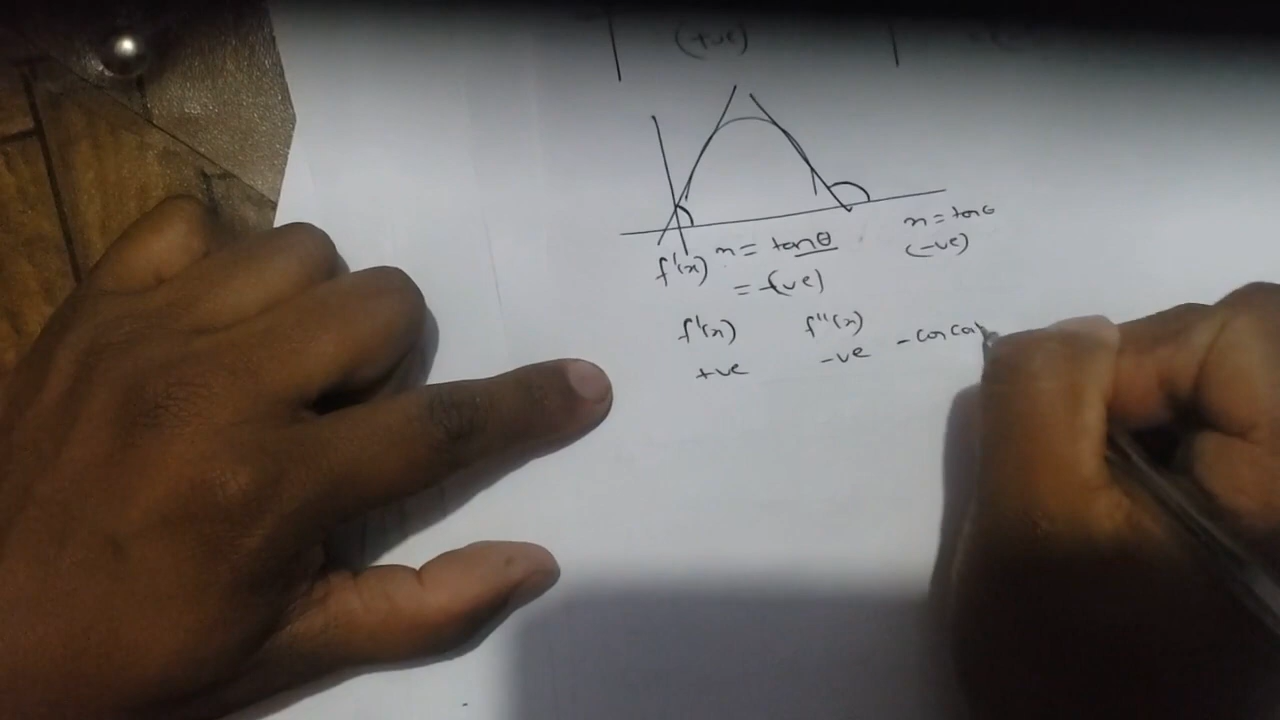 (+ve)
m = tanθ
(-ve)
f'(x) m = tanθ
= +(ve)
f'(x) f''(x)
+ve -ve - concav